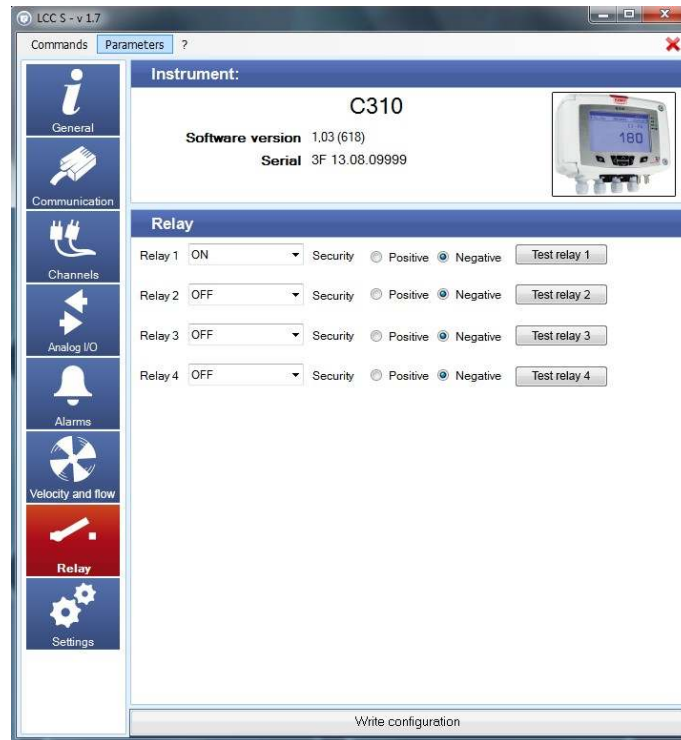 LCC S - v 1.7
Commands Parameters ?
Instrument:
C310
Software version 1,03 (618)
Serial 3F 13.08.09999
180
General
Communication
Channels
Analog I/O
Alarms
Velocity and flow
Relay
Settings
Relay
Relay 1 ON Security Positive Negative Test relay 1
Relay 2 OFF Security Positive Negative Test relay 2
Relay 3 OFF Security Positive Negative Test relay 3
Relay 4 OFF Security Positive Negative Test relay 4
Write configuration